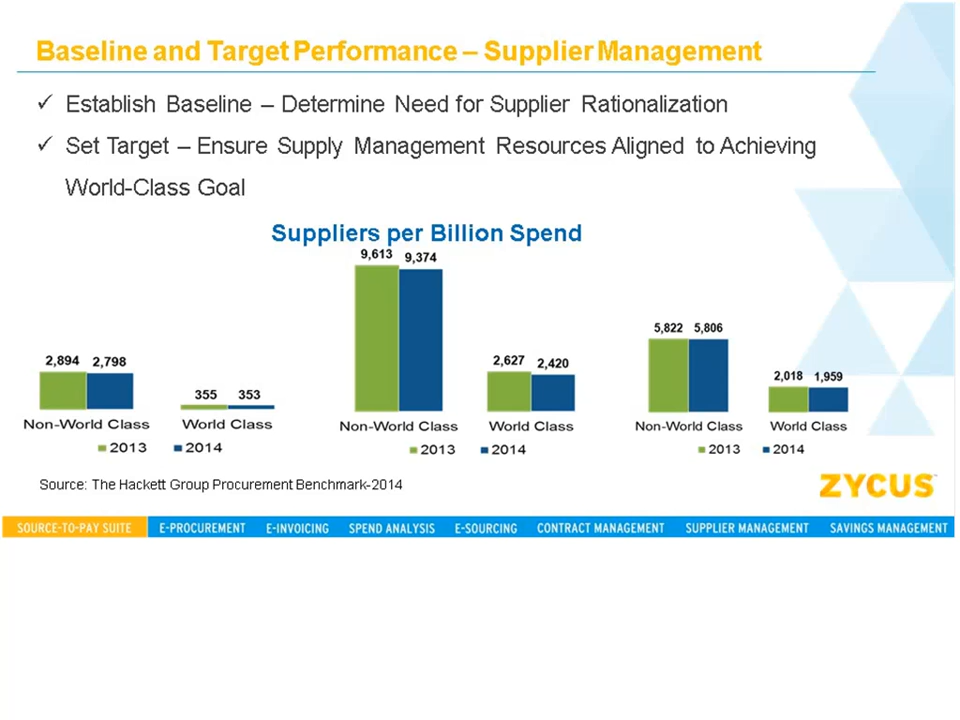 Baseline and Target Performance – Supplier Management
✓ Establish Baseline – Determine Need for Supplier Rationalization
✓ Set Target – Ensure Supply Management Resources Aligned to Achieving
World-Class Goal
Suppliers per Billion Spend
2,894 2,798
355 353
Non-World Class World Class
2013 2014
9,613 9,374
2,627 2,420
Non-World Class World Class
2013 2014
5,822 5,806
2,018 1,959
Non-World Class World Class
2013 2014
Source: The Hackett Group Procurement Benchmark-2014
ZYCUS™
SOURCE-TO-PAY SUITE E-PROCUREMENT E-INVOICING SPEND ANALYSIS E-SOURCING CONTRACT MANAGEMENT SUPPLIER MANAGEMENT SAVINGS MANAGEMENT